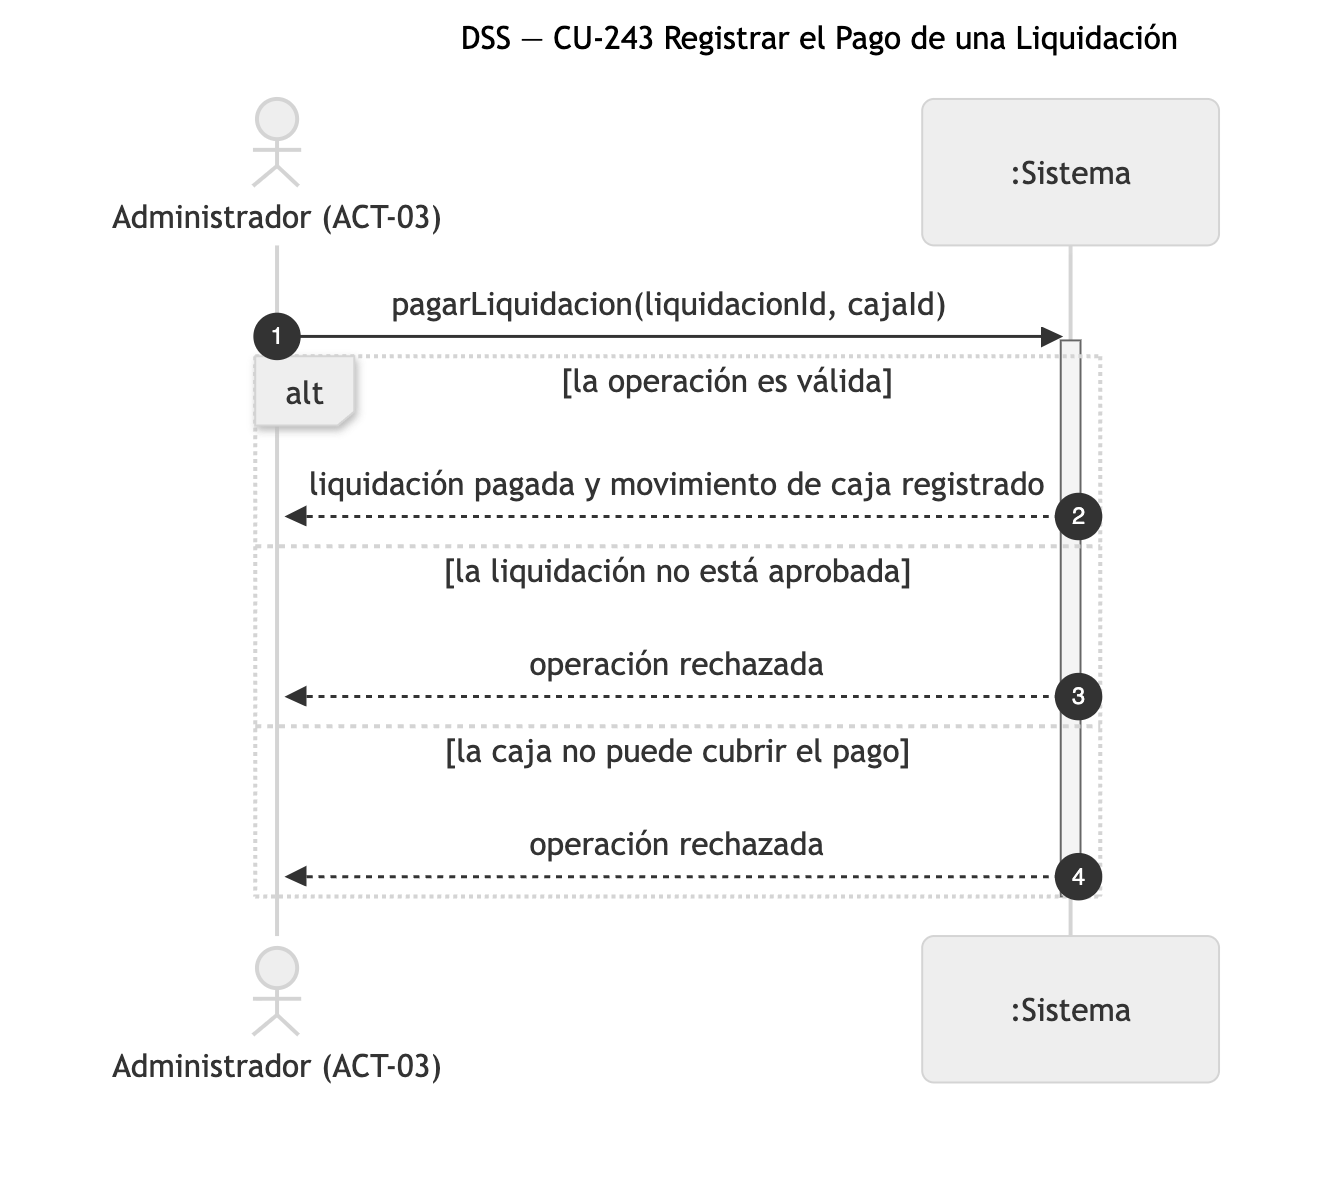 DSS — CU-243 Registrar el Pago de una Liquidación
Administrador (ACT-03)
:Sistema
pagarLiquidacion(liquidacionId, cajaId)
1
alt
[la operación es válida]
liquidación pagada y movimiento de caja registrado
2
[la liquidación no está aprobada]
operación rechazada
3
[la caja no puede cubrir el pago]
operación rechazada
4
Administrador (ACT-03)
:Sistema